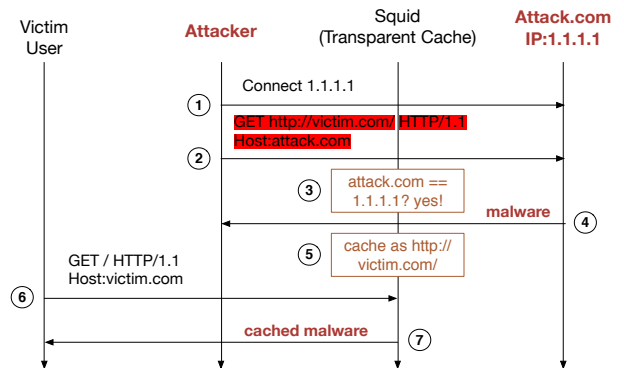 Victim
User
Attacker
Squid
(Transparent Cache)
Attack.com
IP:1.1.1.1
Connect 1.1.1.1
1
GET http://victim.com/ HTTP/1.1
Host:attack.com
2
3
attack.com ==
1.1.1.1? yes!
malware
4
5
cache as http://
victim.com/
GET / HTTP/1.1
Host:victim.com
6
cached malware
7